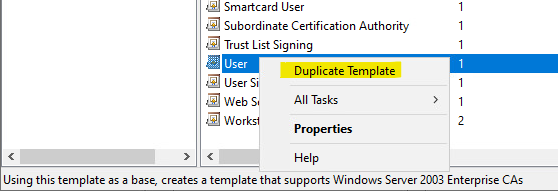 Smartcard User 1
Subordinate Certification Authority 1
Trust List Signing 1
User 1
Duplicate Template
User Si 1
All Tasks
Web Se 1
Workst 2
Properties
Help
Using this template as a base, creates a template that supports Windows Server 2003 Enterprise CAs